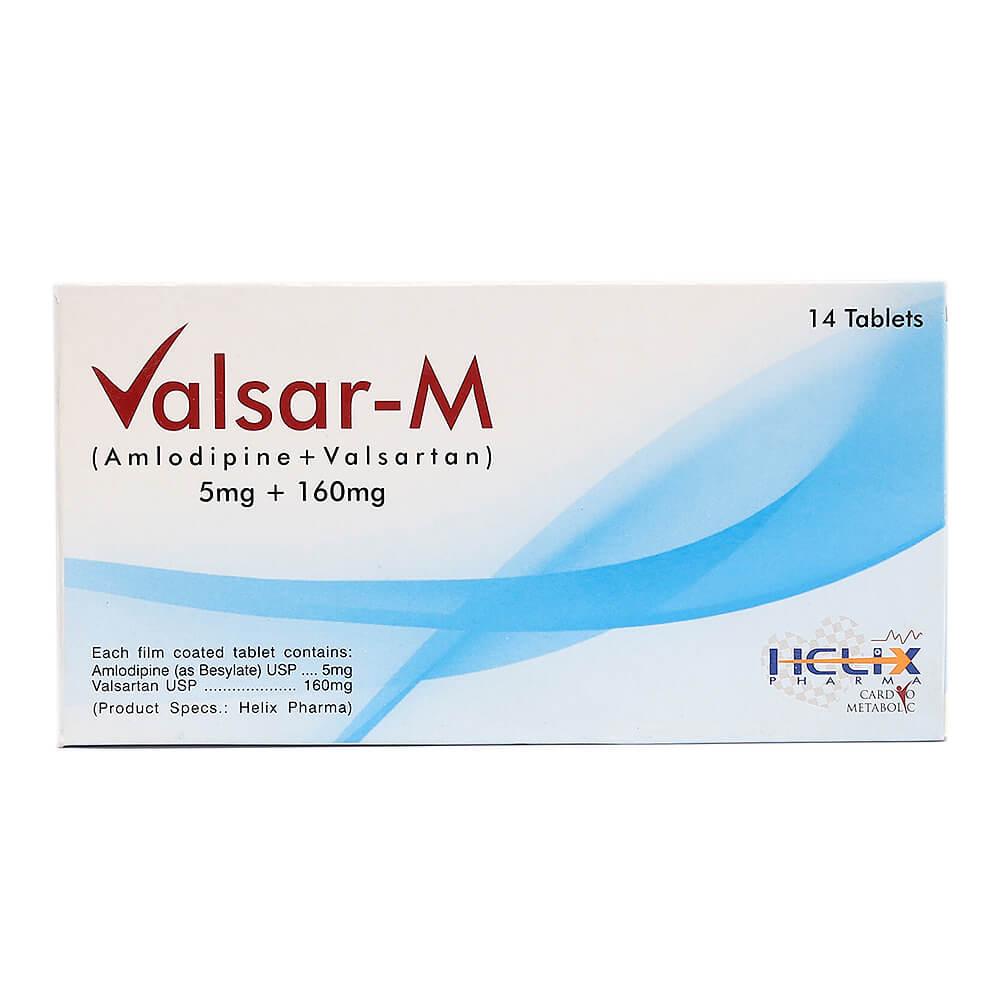 14 Tablets
Valsar-M
(Amlodipine+Valsartan)
5mg + 160mg
Each film coated tablet contains:
Amlodipine (as Besylate) USP .... 5mg
Valsartan USP .................... 160mg
(Product Specs.: Helix Pharma)
HELIX
PHARMA
CARDYO
METABOLIC